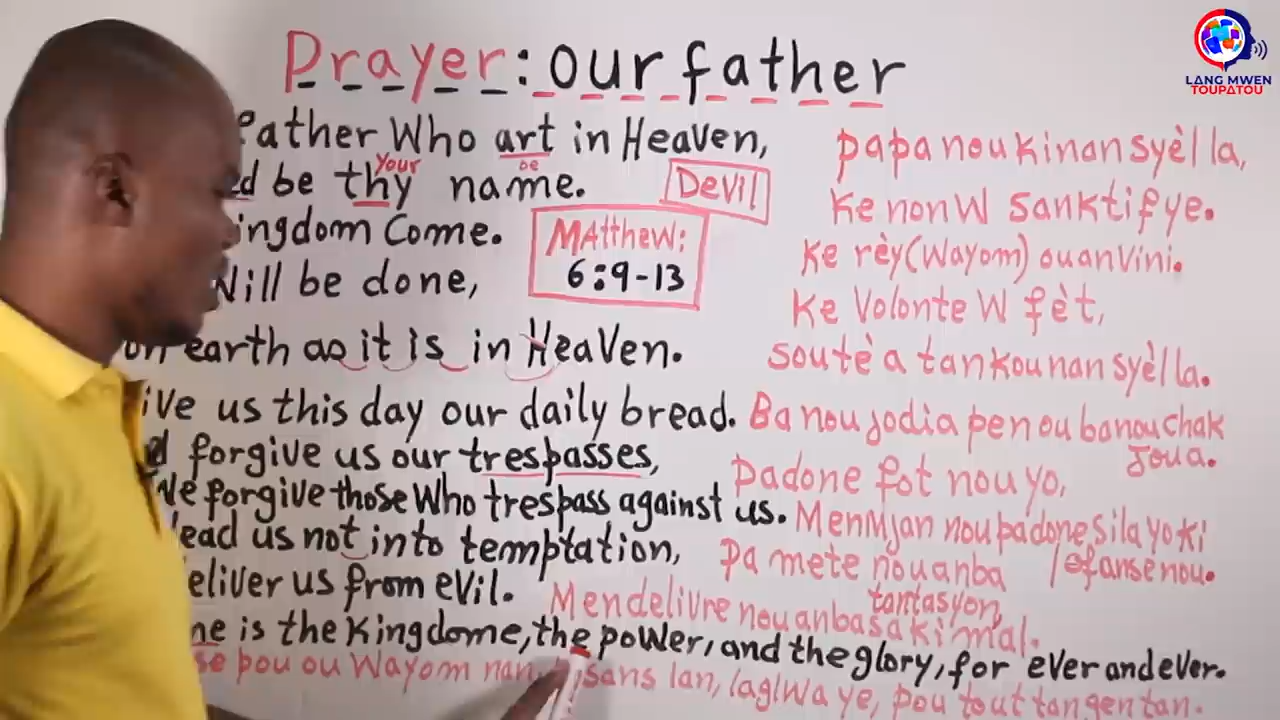 Prayer: our father
LANG MWEN
TOUPATOU
Father Who art in Heaven,
papa nou ki nan syèl la,
Your
be
be thy name.
Devil
Ke non W sanktifye.
ingdom Come.
MAtthew:
6:9-13
Ke rèy (Wayom) ou an vini.
Will be done,
Ke Volonte W fèt,
on earth as it is in Heaven.
sou tè a tankou nan syèl la.
ive us this day our daily bread.
Ba nou jodia pen ou ba nou chak
Joua.
forgive us our trespasses,
padone fot nou yo,
We forgive those Who trespass against us.
Menmjan nou padone sila yo ki
lead us not into temptation,
pa mete nou anba
ofanse nou.
tantasyon,
eliver us from evil.
Men delivre nou anba sa ki mal.
ne is the Kingdome, the power, and the glory, for ever and ever.
se pou ou Wayom nan, sans lan, laglwa ye, pou tout tan gen tan.